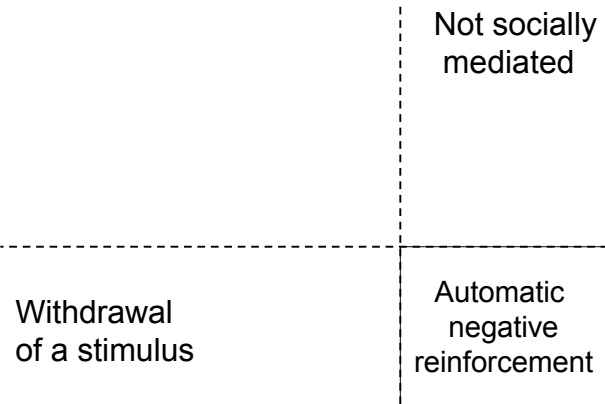 Not socially
mediated
Withdrawal
of a stimulus
Automatic
negative
reinforcement